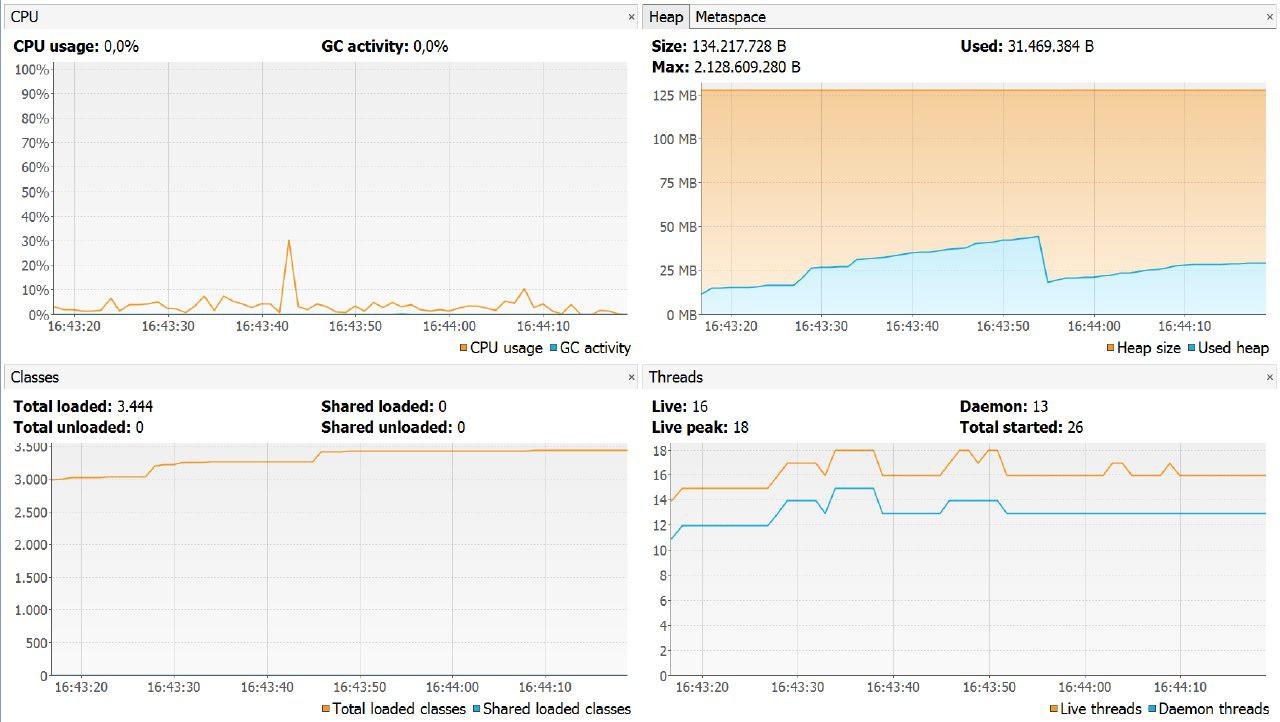 CPU ×
CPU usage: 0,0% GC activity: 0,0%
100%
90%
80%
70%
60%
50%
40%
30%
20%
10%
0%
16:43:20 16:43:30 16:43:40 16:43:50 16:44:00 16:44:10
CPU usage GC activity
Heap Metaspace ×
Size: 134.217.728 B Used: 31.469.384 B
Max: 2.128.609.280 B
125 MB
100 MB
75 MB
50 MB
25 MB
0 MB
16:43:20 16:43:30 16:43:40 16:43:50 16:44:00 16:44:10
Heap size Used heap
Classes ×
Total loaded: 3.444 Shared loaded: 0
Total unloaded: 0 Shared unloaded: 0
3.500
3.000
2.500
2.000
1.500
1.000
500
0
16:43:20 16:43:30 16:43:40 16:43:50 16:44:00 16:44:10
Total loaded classes Shared loaded classes
Threads ×
Live: 16 Daemon: 13
Live peak: 18 Total started: 26
18
16
14
12
10
8
6
4
2
0
16:43:20 16:43:30 16:43:40 16:43:50 16:44:00 16:44:10
Live threads Daemon threads